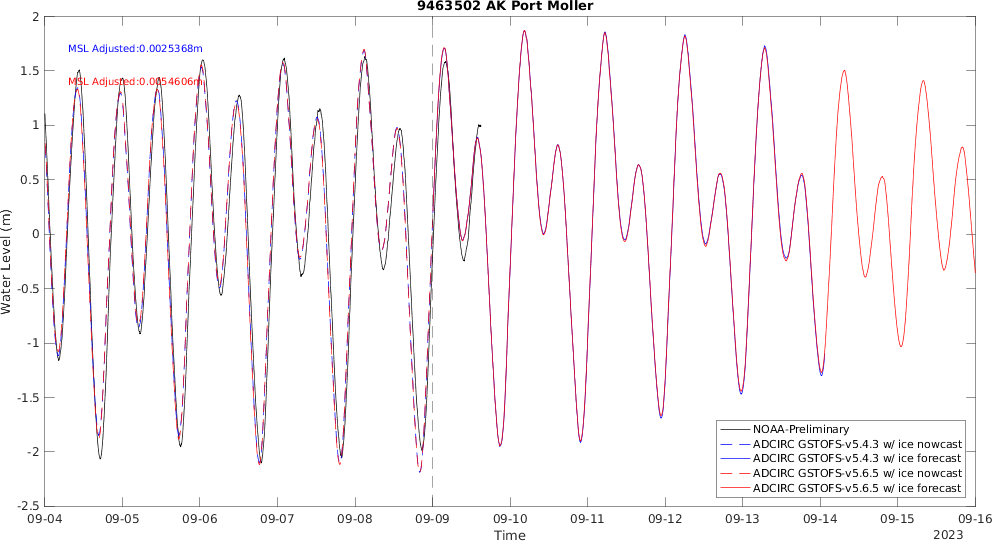 9463502 AK Port Moller
MSL Adjusted:0.0025368m
MSL Adjusted:0.0054606m
Water Level (m)
2
1.5
1
0.5
0
-0.5
-1
-1.5
-2
-2.5
NOAA-Preliminary
ADCIRC GSTOFS-v5.4.3 w/ ice nowcast
ADCIRC GSTOFS-v5.4.3 w/ ice forecast
ADCIRC GSTOFS-v5.6.5 w/ ice nowcast
ADCIRC GSTOFS-v5.6.5 w/ ice forecast
09-04 09-05 09-06 09-07 09-08 09-09 09-10 09-11 09-12 09-13 09-14 09-15 09-16
Time
2023